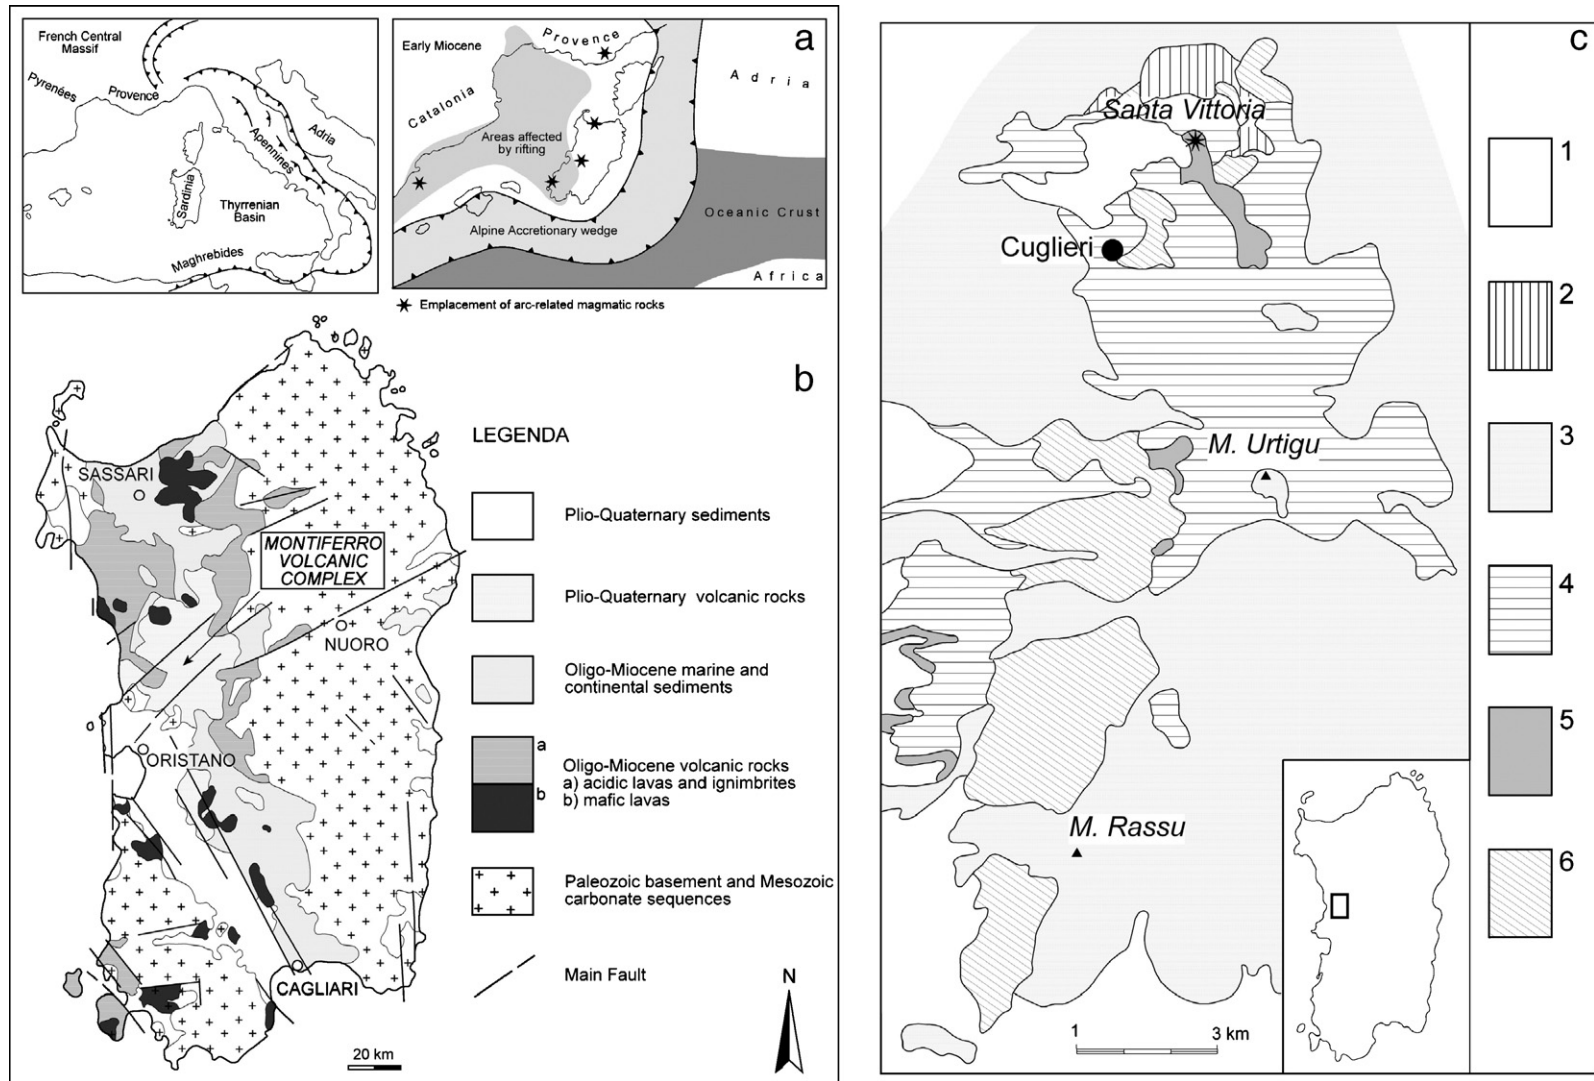 French Central
Massif
Pyrenées
Provence
Apennines
Adria
Sardinia
Thyrrenian
Basin
Maghrebides
a
Early Miocene
Provence
Adria
Catalonia
Areas affected
by rifting
Oceanic Crust
Alpine Accretionary wedge
Africa
Emplacement of arc-related magmatic rocks
b
SASSARI
MONTIFERRO
VOLCANIC
COMPLEX
NUORO
ORISTANO
CAGLIARI
20 km
LEGENDA
Plio-Quaternary sediments
Plio-Quaternary volcanic rocks
Oligo-Miocene marine and
continental sediments
a
Oligo-Miocene volcanic rocks
a) acidic lavas and ignimbrites
b
b) mafic lavas
Paleozoic basement and Mesozoic
carbonate sequences
Main Fault
N
c
Santa Vittoria
Cuglieri
M. Urtigu
M. Rassu
1
3 km
1
2
3
4
5
6